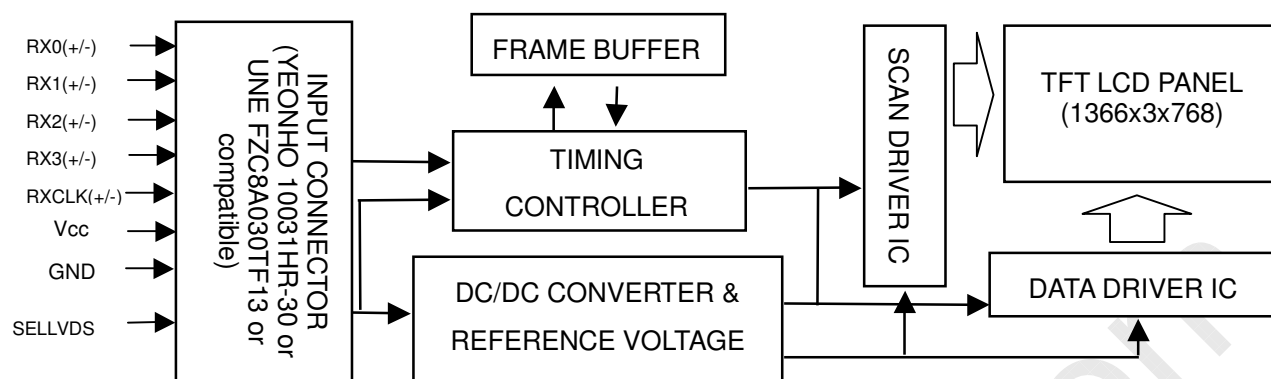 RX0(+/-)
RX1(+/-)
RX2(+/-)
RX3(+/-)
RXCLK(+/-)
Vcc
GND
SELLVDS
INPUT CONNECTOR
(YEONHO 10031HR-30 or
UNE FZC8A030TF13 or
compatible)
FRAME BUFFER
TIMING
CONTROLLER
DC/DC CONVERTER &
REFERENCE VOLTAGE
SCAN DRIVER IC
TFT LCD PANEL
(1366x3x768)
DATA DRIVER IC